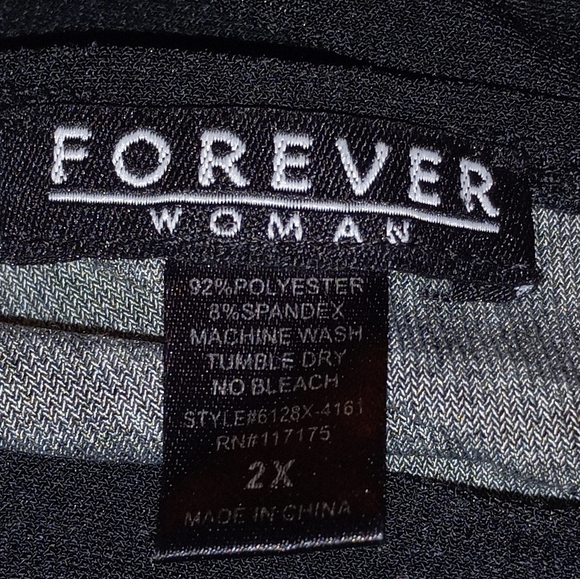 FOREVER
WOMAN
92%POLYESTER
8%SPANDEX
MACHINE WASH
TUMBLE DRY
NO BLEACH
STYLE#6128X-4161
RN#117175
2X
MADE IN CHINA